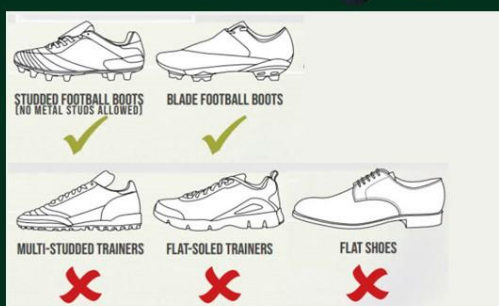 STUDDED FOOTBALL BOOTS
(NO METAL STUDS ALLOWED)
BLADE FOOTBALL BOOTS
MULTI-STUDDED TRAINERS
FLAT-SOLED TRAINERS
FLAT SHOES